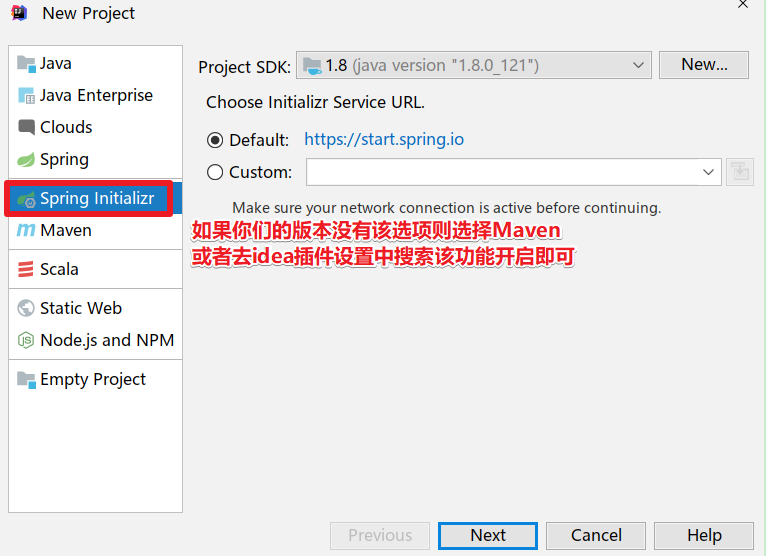 New Project
Java
Java Enterprise
Clouds
Spring
Spring Initializr
Maven
Scala
Static Web
Node.js and NPM
Empty Project
Project SDK: 1.8 (java version "1.8.0_121") New...
Choose Initializr Service URL.
Default: https://start.spring.io
Custom:
Make sure your network connection is active before continuing.
如果你们的版本没有该选项则选择Maven
或者去idea插件设置中搜索该功能开启即可
Previous Next Cancel Help